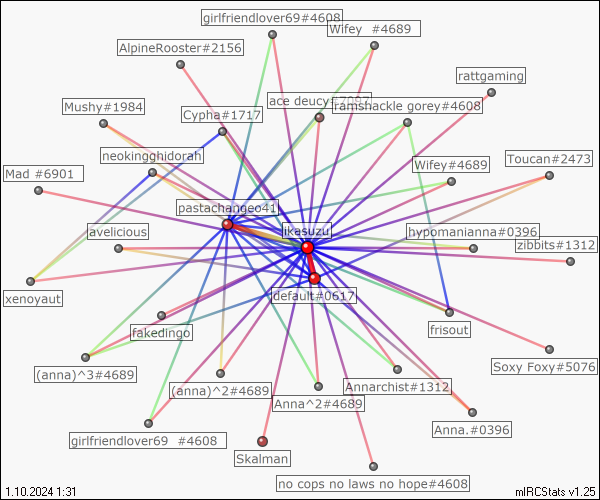 girlfriendlover69#4608
Wifey #4689
AlpineRooster#2156
rattgaming
ace deucy#7092
ramshackle gorey#4608
Mushy#1984
Cypha#1717
neokingghidorah
Wifey#4689
Toucan#2473
Mad #6901
pastachangeo41
avelicious
likasuzu
hypomanianna#0396
zibbits#1312
xenoyaut
default#0617
fakedingo
frisout
(anna)^3#4689
Soxy Foxy#5076
(anna)^2#4689
Annarchist#1312
Anna^2#4689
Anna.#0396
girlfriendlover69 #4608
Skalman
no cops no laws no hope#4608
1.10.2024 1:31
mIRCStats v1.25